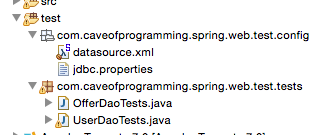 src
test
com.caveofprogramming.spring.web.test.config
datasource.xml
jdbc.properties
com.caveofprogramming.spring.web.test.tests
OfferDaoTests.java
UserDaoTests.java